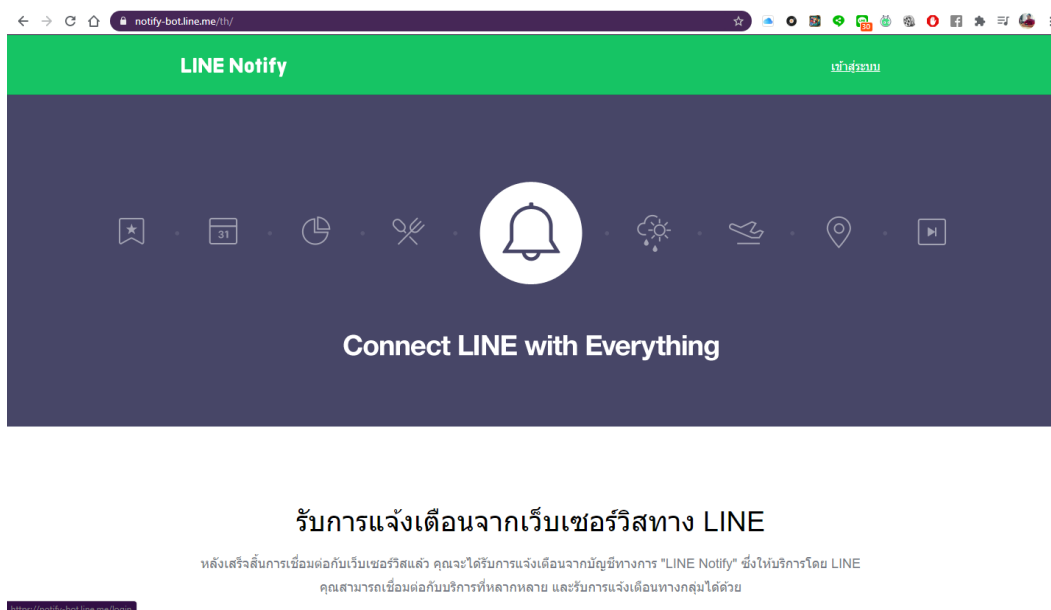 notify-bot.line.me/th/
30
LINE Notify
เข้าสู่ระบบ
31
Connect LINE with Everything
รับการแจ้งเตือนจากเว็บเซอร์วิสทาง LINE
หลังเสร็จสิ้นการเชื่อมต่อกับเว็บเซอร์วิสแล้ว คุณจะได้รับการแจ้งเตือนจากบัญชีทางการ "LINE Notify" ซึ่งให้บริการโดย LINE
คุณสามารถเชื่อมต่อกับบริการที่หลากหลาย และรับการแจ้งเตือนทางกลุ่มได้ด้วย
https://notify-bot.line.me/login